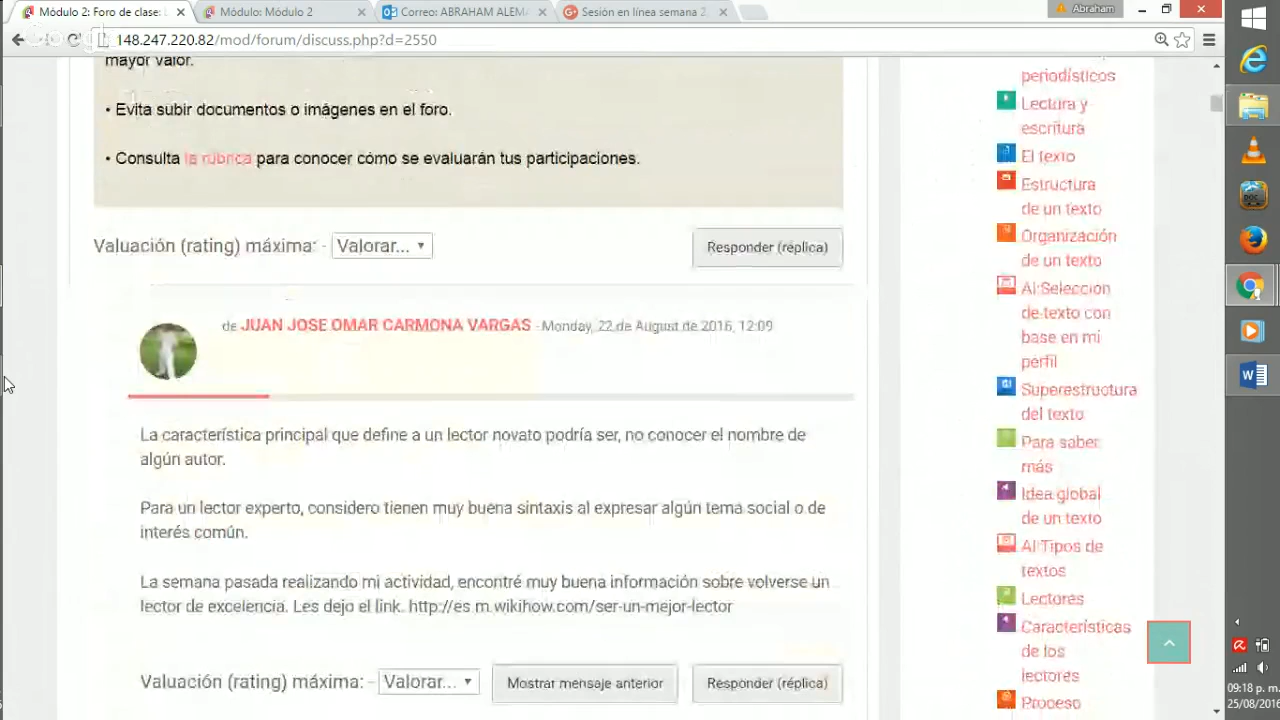 Módulo 2: Foro de clase:
Módulo: Módulo 2
Correo: ABRAHAM ALEM
Sesión en línea semana 2
Abraham
148.247.220.82/mod/forum/discuss.php?d=2550
mayor valor.
• Evita subir documentos o imágenes en el foro.
• Consulta la rúbrica para conocer cómo se evaluarán tus participaciones.
Valuación (rating) máxima: - Valorar...
Responder (réplica)
de JUAN JOSE OMAR CARMONA VARGAS - Monday, 22 de August de 2016, 12:09
La característica principal que define a un lector novato podría ser, no conocer el nombre de
algún autor.
Para un lector experto, considero tienen muy buena sintaxis al expresar algún tema social o de
interés común.
La semana pasada realizando mi actividad, encontré muy buena información sobre volverse un
lector de excelencia. Les dejo el link. http://es.m.wikihow.com/ser-un-mejor-lector
Valuación (rating) máxima: - Valorar...
Mostrar mensaje anterior
Responder (réplica)
periodísticos
Lectura y
escritura
El texto
Estructura
de un texto
Organización
de un texto
AI Selección
de texto con
base en mi
perfil
Superestructura
del texto
Para saber
más
Idea global
de un texto
AI Tipos de
textos
Lectores
Características
de los
lectores
Proceso
09:18 p. m.
25/08/2016